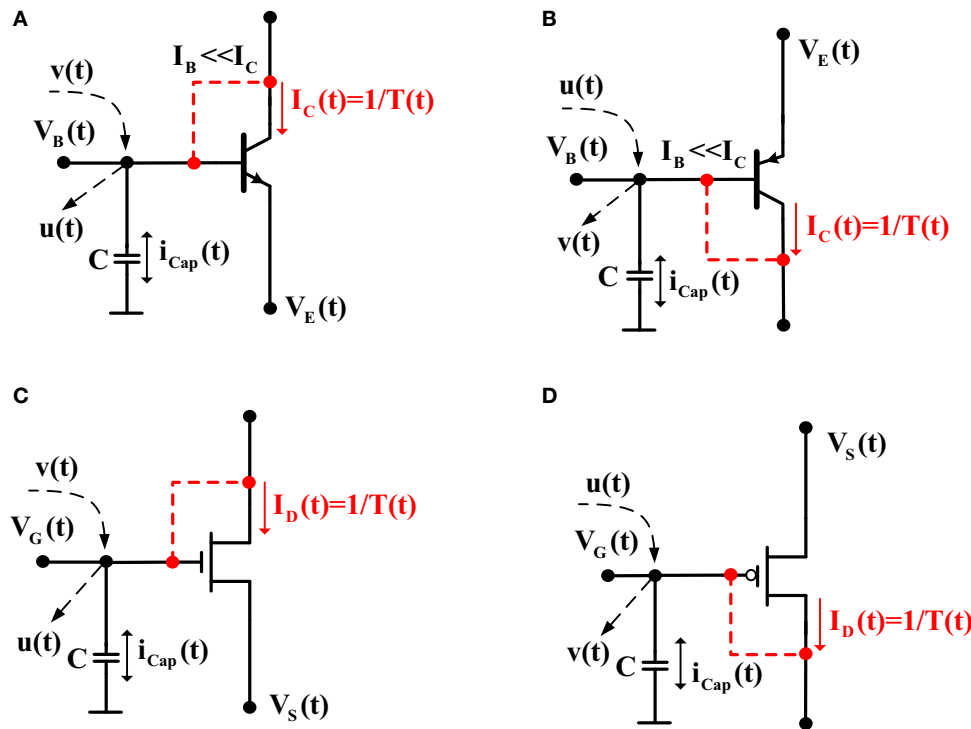 A
I_B<<I_C
v(t)
I_C(t)=1/T(t)
V_B(t)
u(t)
C
i_Cap(t)
V_E(t)
B
V_E(t)
u(t)
V_B(t)
I_B<<I_C
v(t)
I_C(t)=1/T(t)
C
i_Cap(t)
C
v(t)
I_D(t)=1/T(t)
V_G(t)
u(t)
C
i_Cap(t)
V_S(t)
D
V_S(t)
u(t)
V_G(t)
I_D(t)=1/T(t)
v(t)
C
i_Cap(t)